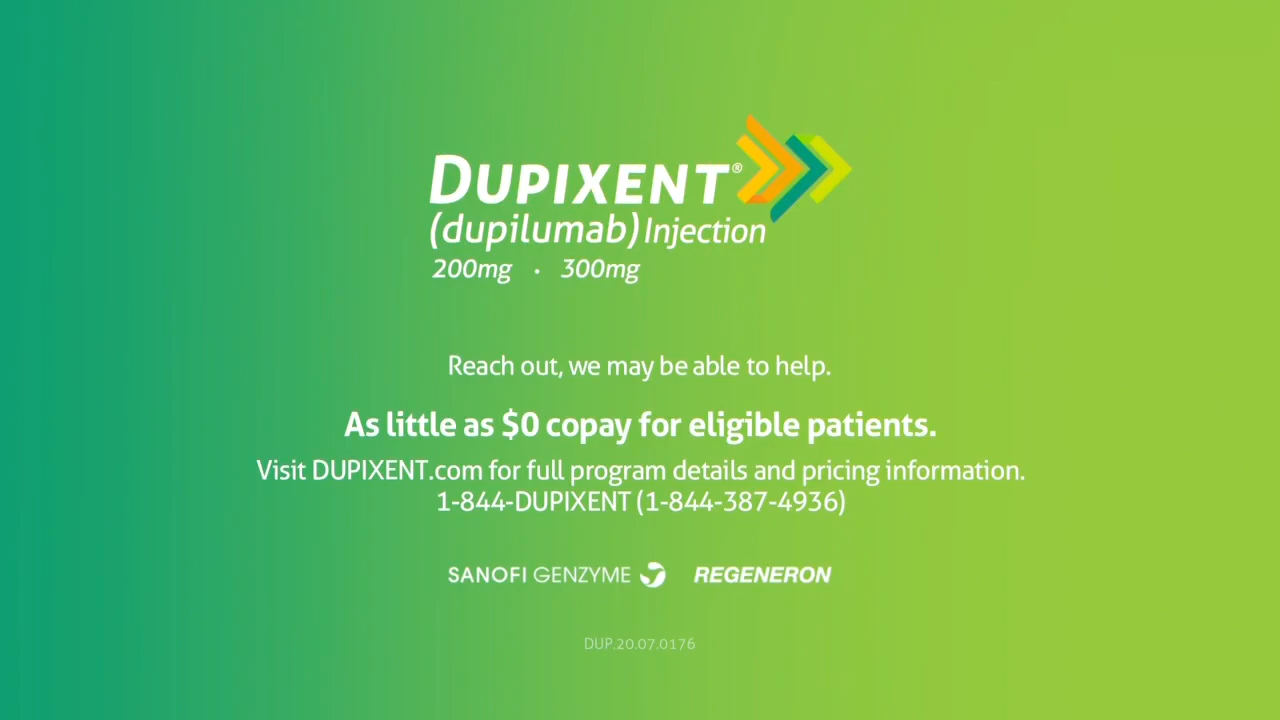 DUPIXENT®
(dupilumab) Injection
200mg · 300mg
Reach out, we may be able to help.
As little as $0 copay for eligible patients.
Visit DUPIXENT.com for full program details and pricing information.
1-844-DUPIXENT (1-844-387-4936)
SANOFI GENZYME REGENERON
DUP.20.07.0176